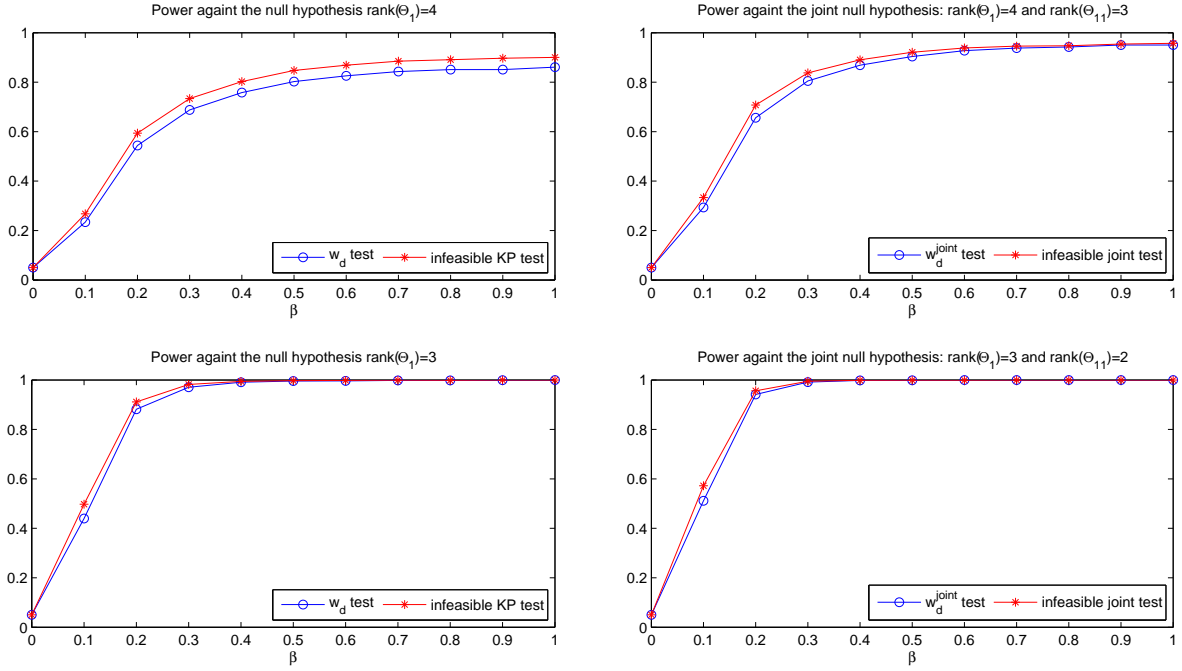 Power againt the null hypothesis rank(Θ1)=4
1
0.8
0.6
0.4
0.2
0
0 0.1 0.2 0.3 0.4 0.5 0.6 0.7 0.8 0.9 1
β
w_d test infeasible KP test
Power againt the joint null hypothesis: rank(Θ1)=4 and rank(Θ11)=3
1
0.8
0.6
0.4
0.2
0
0 0.1 0.2 0.3 0.4 0.5 0.6 0.7 0.8 0.9 1
β
w_d^joint test infeasible joint test
Power againt the null hypothesis rank(Θ1)=3
1
0.8
0.6
0.4
0.2
0
0 0.1 0.2 0.3 0.4 0.5 0.6 0.7 0.8 0.9 1
β
w_d test infeasible KP test
Power againt the joint null hypothesis: rank(Θ1)=3 and rank(Θ11)=2
1
0.8
0.6
0.4
0.2
0
0 0.1 0.2 0.3 0.4 0.5 0.6 0.7 0.8 0.9 1
β
w_d^joint test infeasible joint test